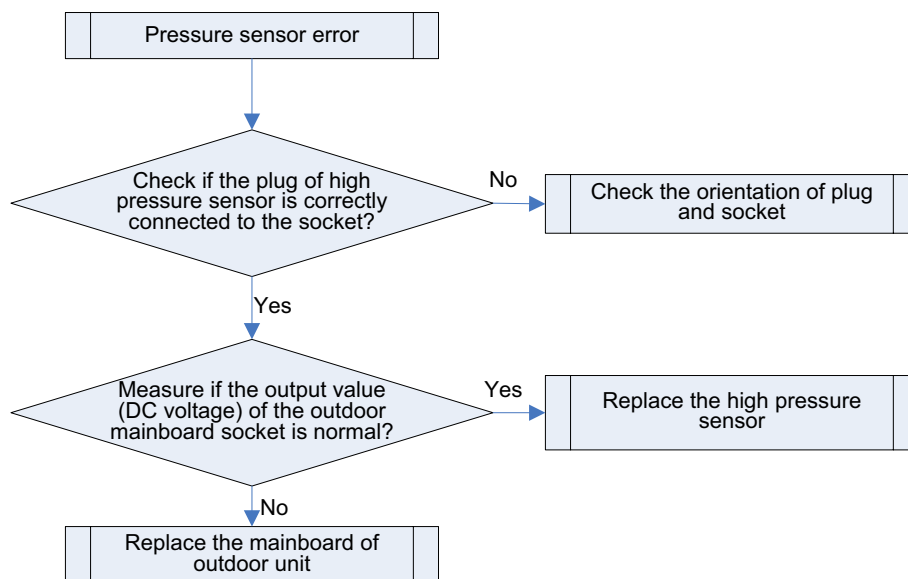 Pressure sensor error
Check if the plug of high
pressure sensor is correctly
connected to the socket?
No
Check the orientation of plug
and socket
Yes
Measure if the output value
(DC voltage) of the outdoor
mainboard socket is normal?
Yes
Replace the high pressure
sensor
No
Replace the mainboard of
outdoor unit